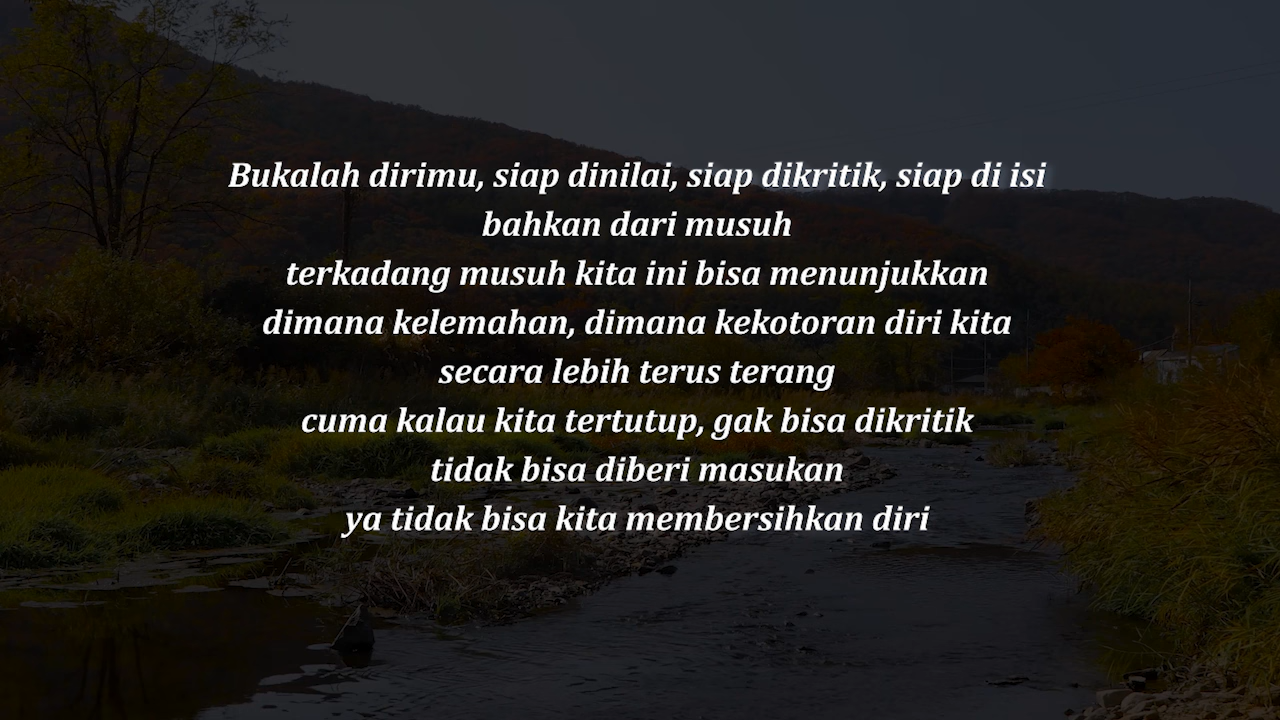 Bukalah dirimu, siap dinilai, siap dikritik, siap di isi
bahkan dari musuh
terkadang musuh kita ini bisa menunjukkan
dimana kelemahan, dimana kekotoran diri kita
secara lebih terus terang
cuma kalau kita tertutup, gak bisa dikritik
tidak bisa diberi masukan
ya tidak bisa kita membersihkan diri